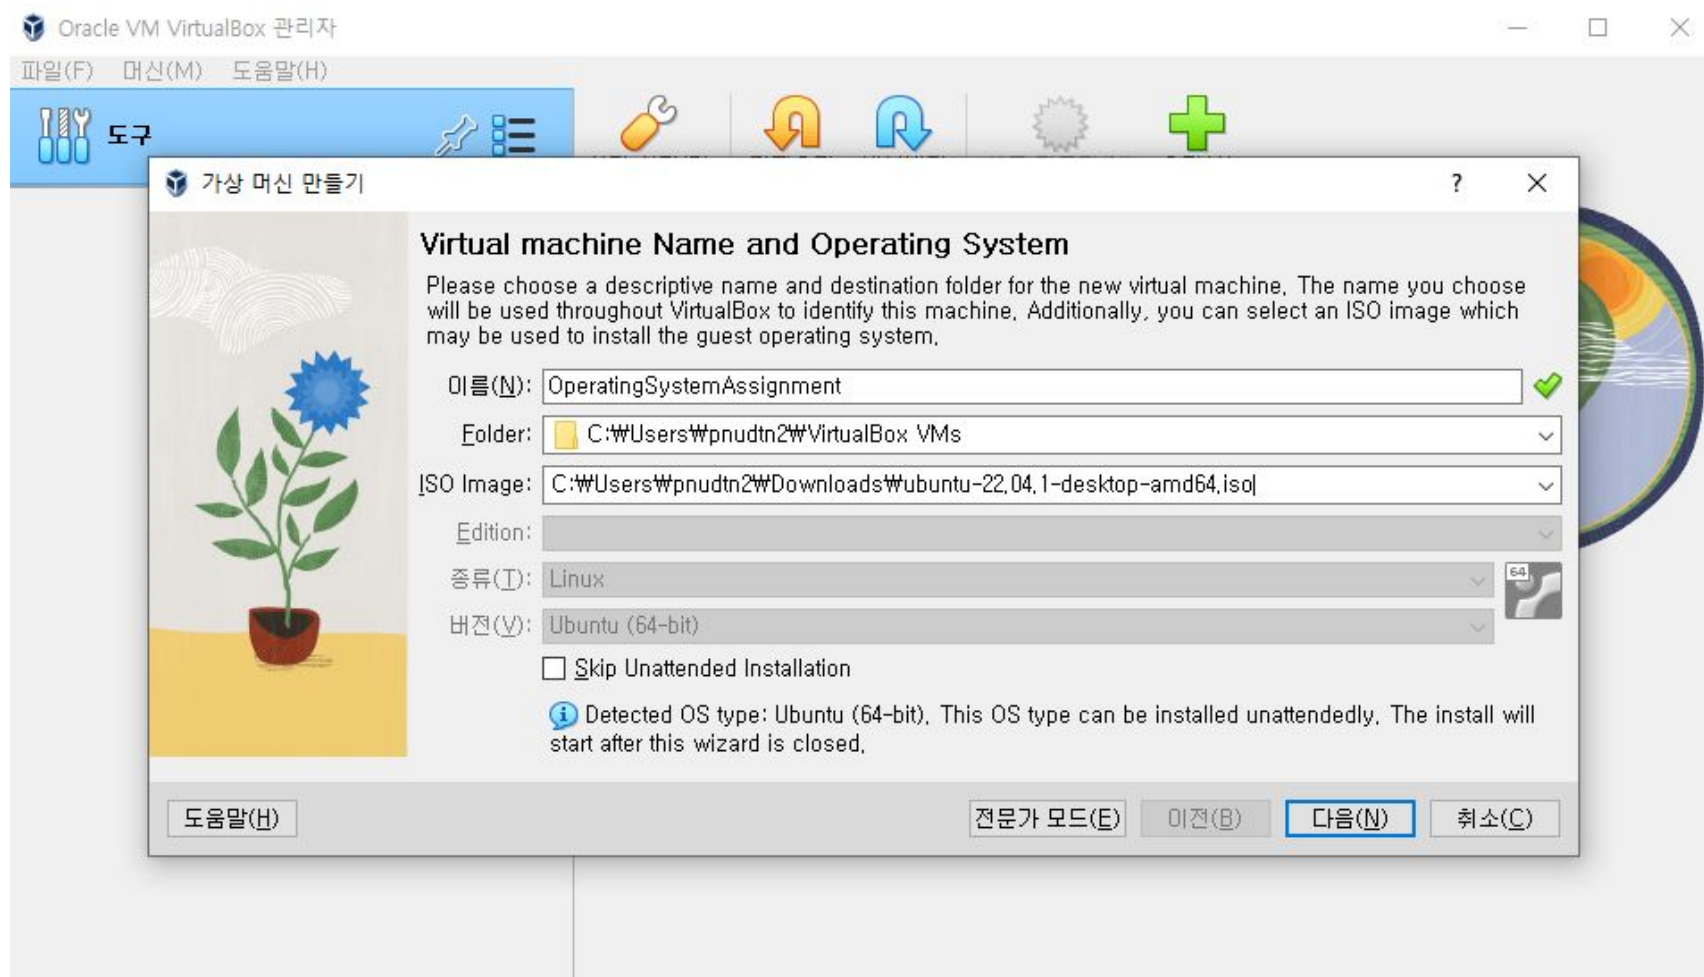 Oracle VM VirtualBox 관리자
파일(F) 머신(M) 도움말(H)
도구
가상 머신 만들기
?
Virtual machine Name and Operating System
Please choose a descriptive name and destination folder for the new virtual machine. The name you choose
will be used throughout VirtualBox to identify this machine. Additionally, you can select an ISO image which
may be used to install the guest operating system.
이름(N): OperatingSystemAssignment
Folder: C:₩Users₩pnudtn2₩VirtualBox VMs
ISO Image: C:₩Users₩pnudtn2₩Downloads₩ubuntu-22.04.1-desktop-amd64.iso
Edition:
종류(T): Linux
64
버전(V): Ubuntu (64-bit)
Skip Unattended Installation
Detected OS type: Ubuntu (64-bit). This OS type can be installed unattendedly. The install will
start after this wizard is closed.
도움말(H) 전문가 모드(E) 이전(B) 다음(N) 취소(C)